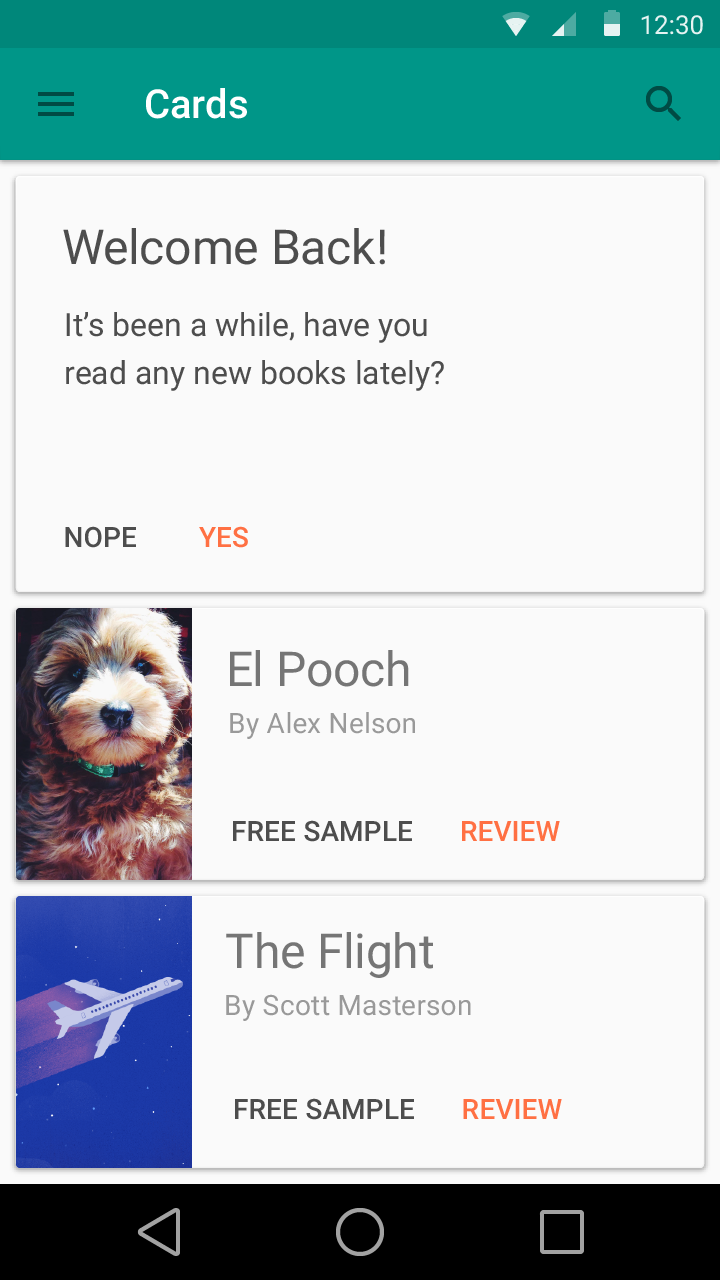 12:30
Cards
Welcome Back!
It’s been a while, have you
read any new books lately?
NOPE YES
El Pooch
By Alex Nelson
FREE SAMPLE REVIEW
The Flight
By Scott Masterson
FREE SAMPLE REVIEW